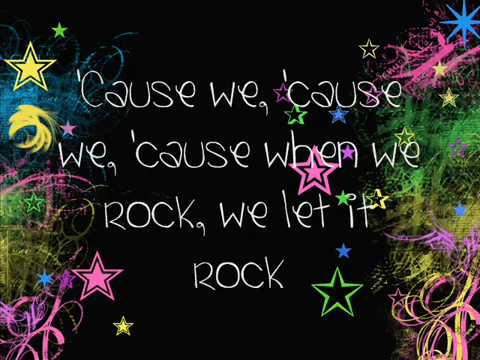 'Cause we, 'cause
we, 'cause when we
rock, we let it
rock